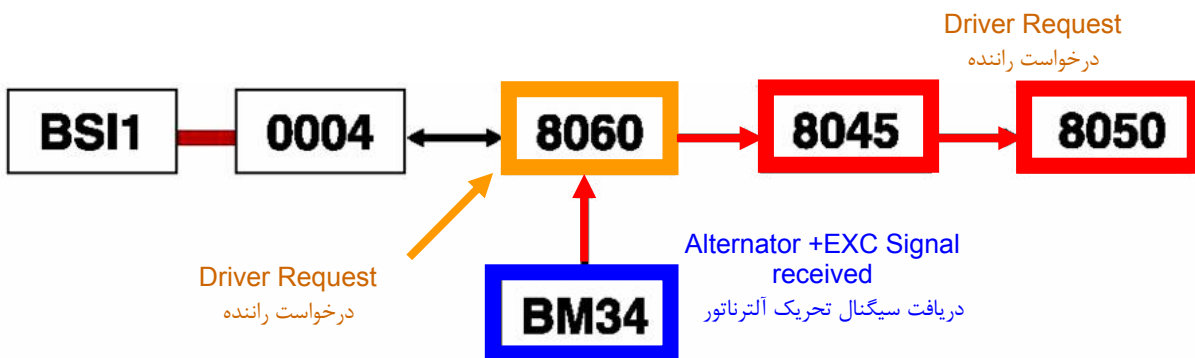 Driver Request
درخواست راننده
BSI1
0004
8060
8045
8050
Driver Request
درخواست راننده
Alternator +EXC Signal
received
دریافت سیگنال تحریک آلترناتور
BM34